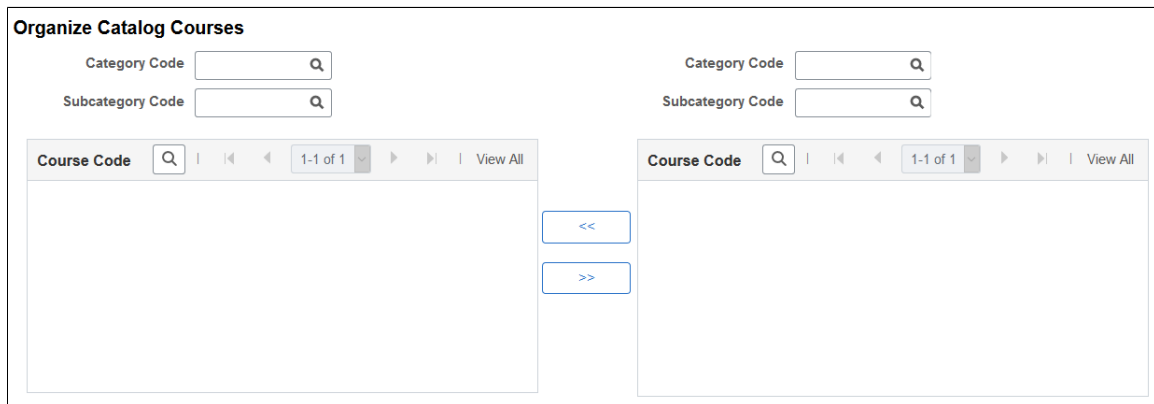 Organize Catalog Courses
Category Code
Category Code
Subcategory Code
Subcategory Code
Course Code | 1-1 of 1 | View All
Course Code | 1-1 of 1 | View All
<<
>>